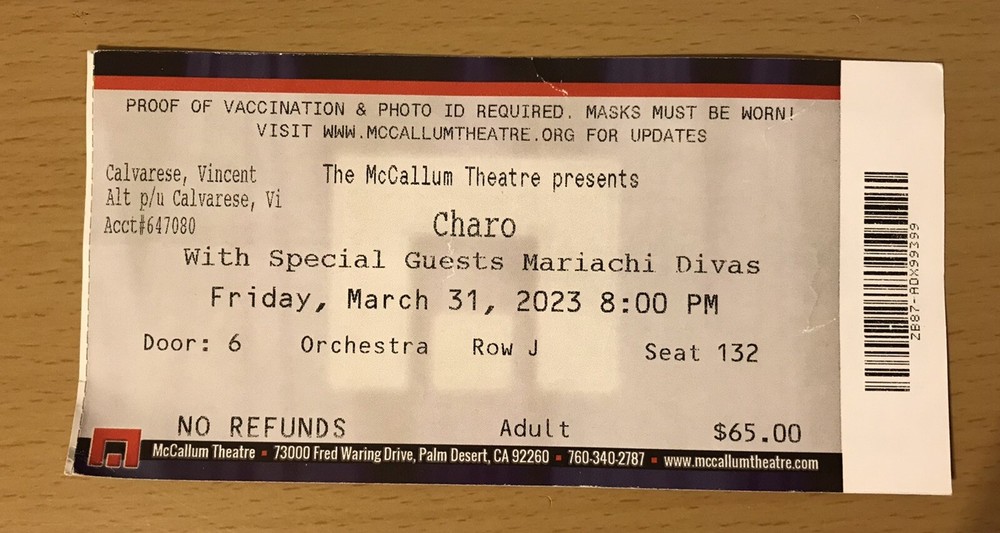 PROOF OF VACCINATION & PHOTO ID REQUIRED. MASKS MUST BE WORN!
VISIT WWW.MCCALLUMTHEATRE.ORG FOR UPDATES
Calvarese, Vincent
Alt p/u Calvarese, Vi
Acct#647080
The McCallum Theatre presents
Charo
With Special Guests Mariachi Divas
Friday, March 31, 2023 8:00 PM
Door: 6 Orchestra Row J Seat 132
NO REFUNDS Adult $65.00
McCallum Theatre ▪ 73000 Fred Waring Drive, Palm Desert, CA 92260 ▪ 760-340-2787 ▪ www.mccallumtheatre.com
ZB87-ADX99399